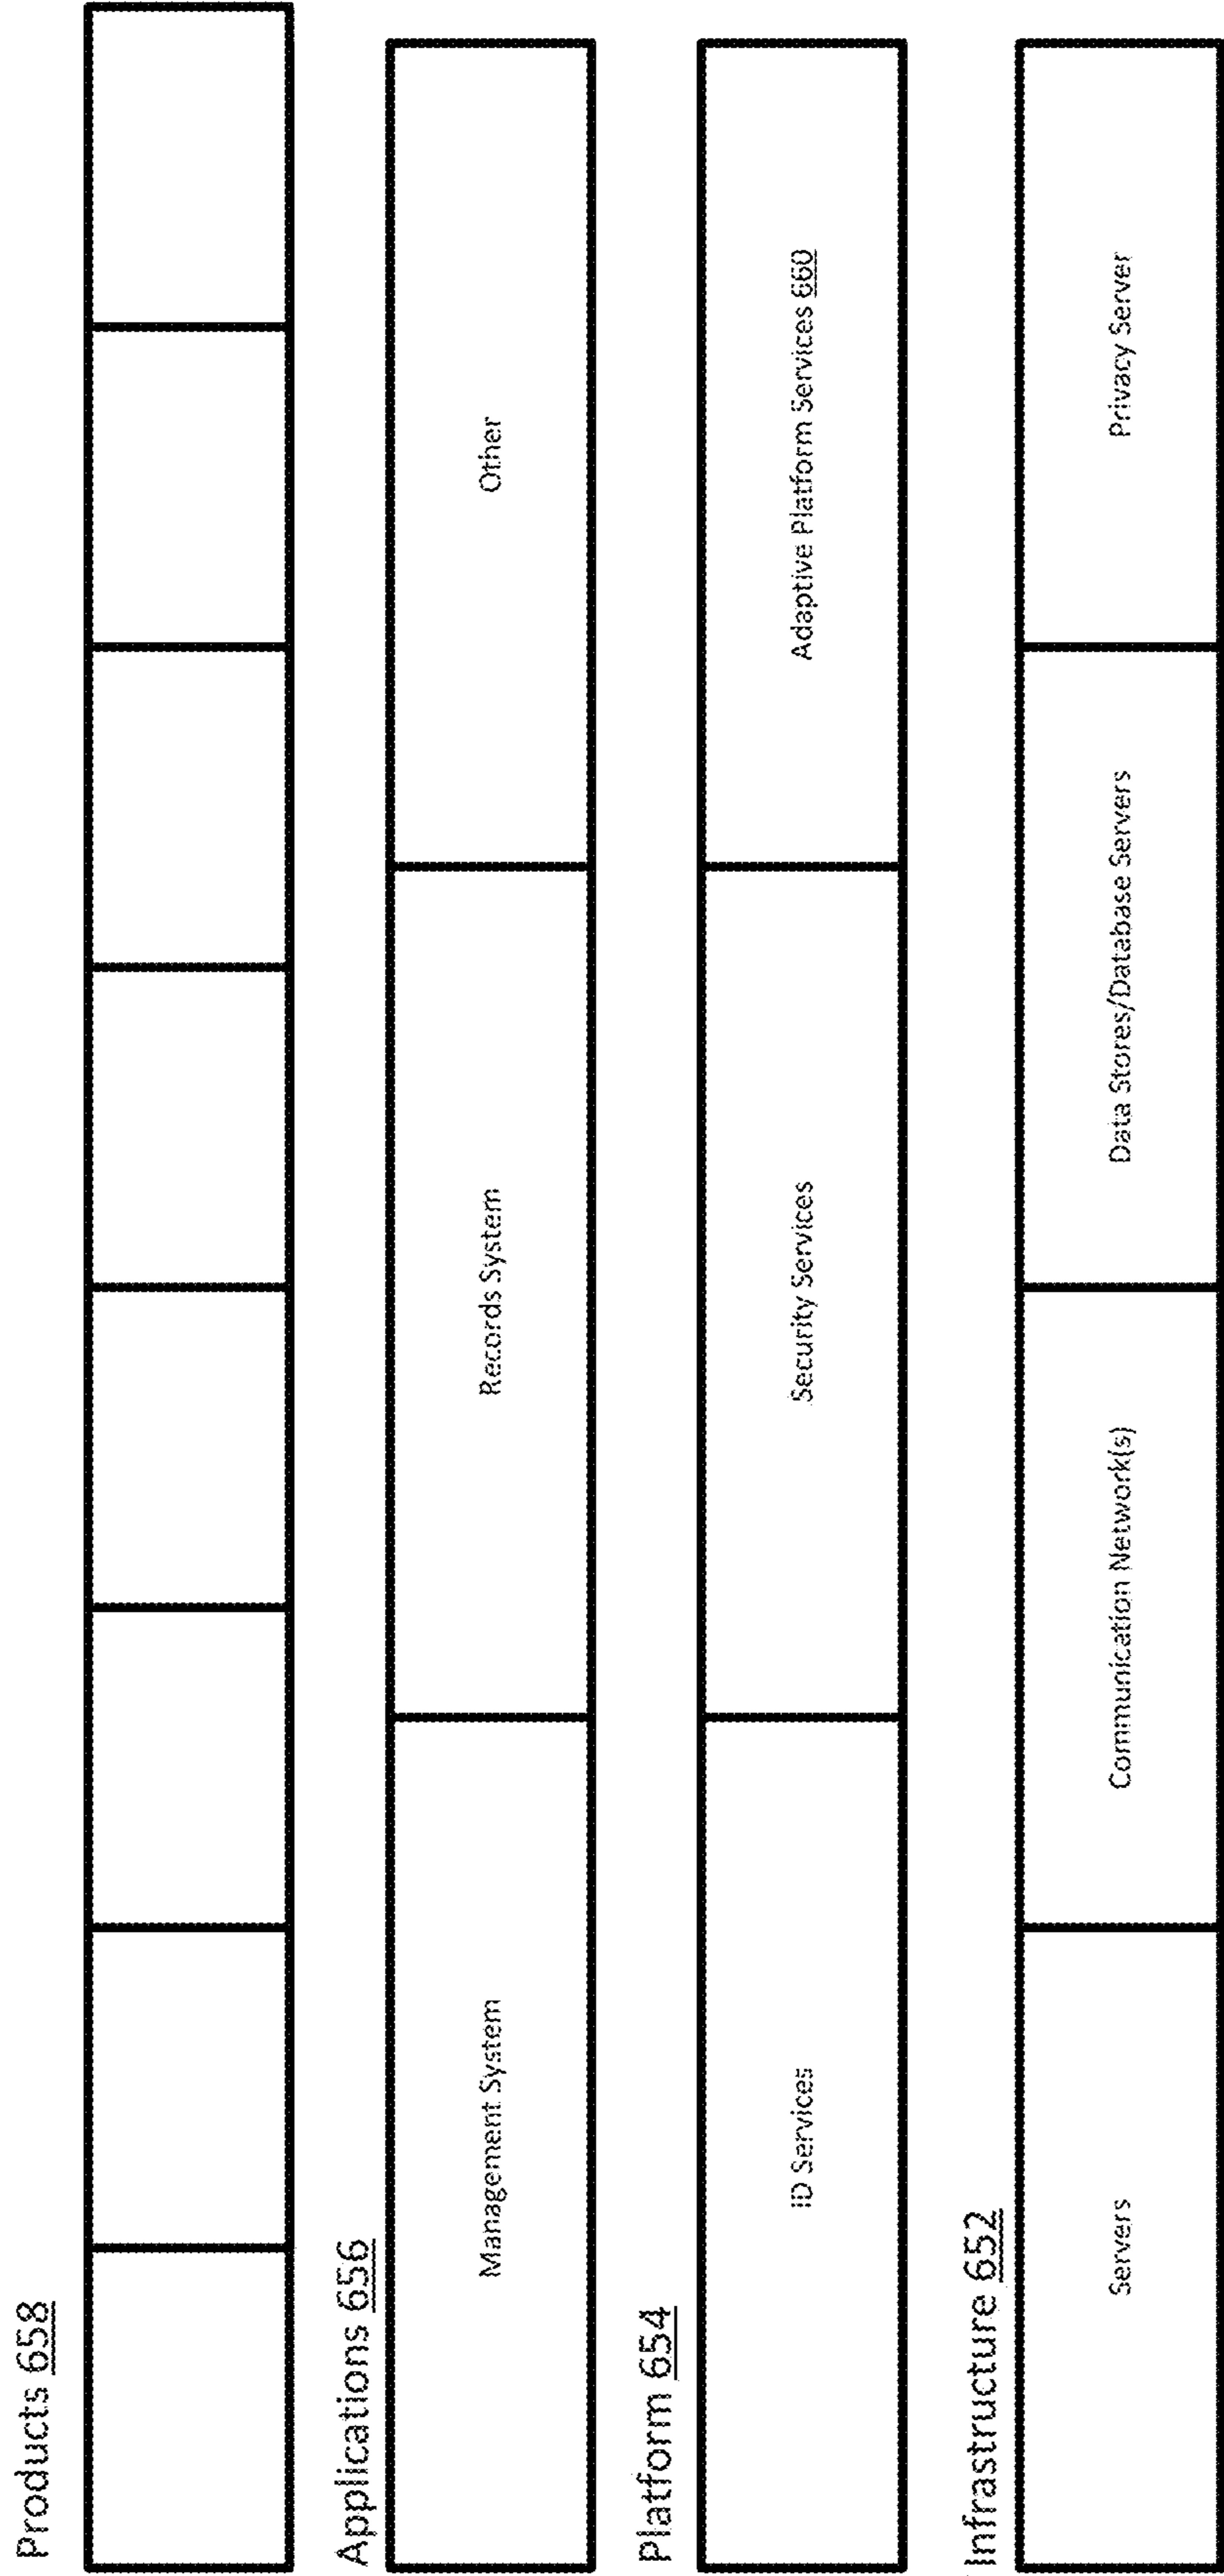 Products 658
Applications 656
Management System
Records System
Other
Platform 654
ID Services
Security Services
Adaptive Platform Services 660
Infrastructure 652
Servers
Communication Network(s)
Data Stores/Database Servers
Privacy Server